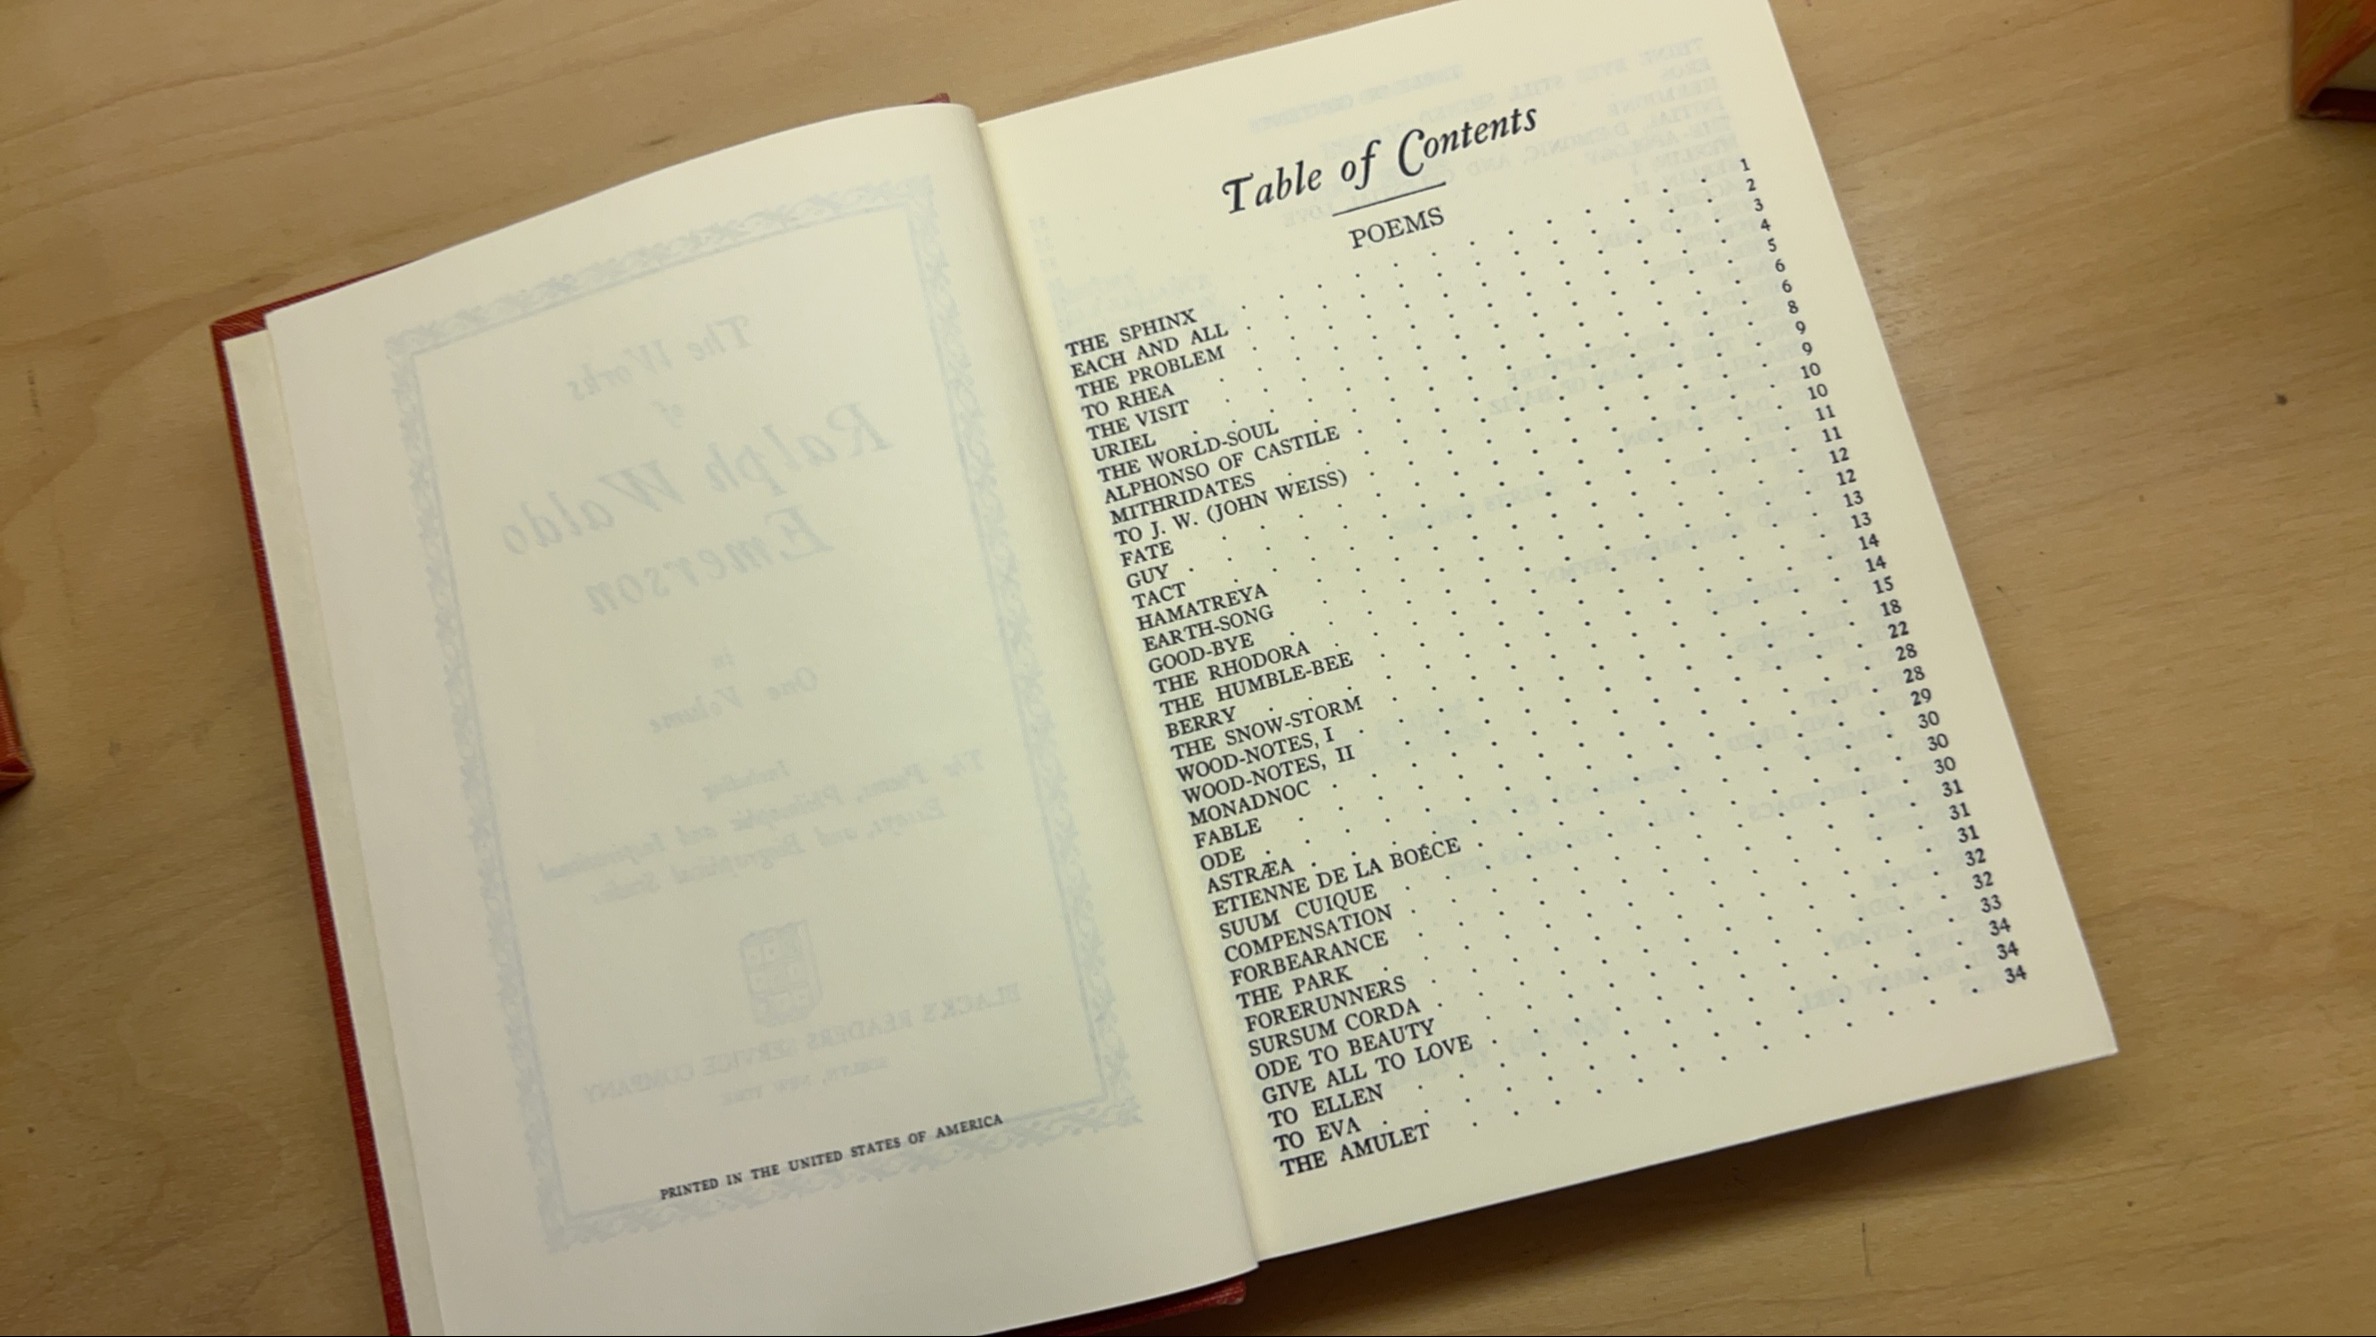 PRINTED IN THE UNITED STATES OF AMERICA
Table of Contents
POEMS
THE SPHINX . . . . . . . . . . . 1
EACH AND ALL . . . . . . . . . . . 2
THE PROBLEM . . . . . . . . . . . 3
TO RHEA . . . . . . . . . . . 4
THE VISIT . . . . . . . . . . . 5
URIEL . . . . . . . . . . . 6
THE WORLD-SOUL . . . . . . . . . . . 6
ALPHONSO OF CASTILE . . . . . . . . . . . 8
MITHRIDATES . . . . . . . . . . . 9
TO J. W. (JOHN WEISS) . . . . . . . . . . . 9
FATE . . . . . . . . . . . 10
GUY . . . . . . . . . . . 10
TACT . . . . . . . . . . . 11
HAMATREYA . . . . . . . . . . . 11
EARTH-SONG . . . . . . . . . . . 12
GOOD-BYE . . . . . . . . . . . 12
THE RHODORA . . . . . . . . . . . 13
THE HUMBLE-BEE . . . . . . . . . . . 13
BERRY . . . . . . . . . . . 14
THE SNOW-STORM . . . . . . . . . . . 14
WOOD-NOTES, I . . . . . . . . . . . 15
WOOD-NOTES, II . . . . . . . . . . . 18
MONADNOC . . . . . . . . . . . 22
FABLE . . . . . . . . . . . 28
ODE . . . . . . . . . . . 28
ASTRÆA . . . . . . . . . . . 29
ETIENNE DE LA BOÉCE . . . . . . . . . . . 30
SUUM CUIQUE . . . . . . . . . . . 30
COMPENSATION . . . . . . . . . . . 30
FORBEARANCE . . . . . . . . . . . 31
THE PARK . . . . . . . . . . . 31
FORERUNNERS . . . . . . . . . . . 31
SURSUM CORDA . . . . . . . . . . . 32
ODE TO BEAUTY . . . . . . . . . . . 32
GIVE ALL TO LOVE . . . . . . . . . . . 33
TO ELLEN . . . . . . . . . . . 34
TO EVA . . . . . . . . . . . 34
THE AMULET . . . . . . . . . . . 34